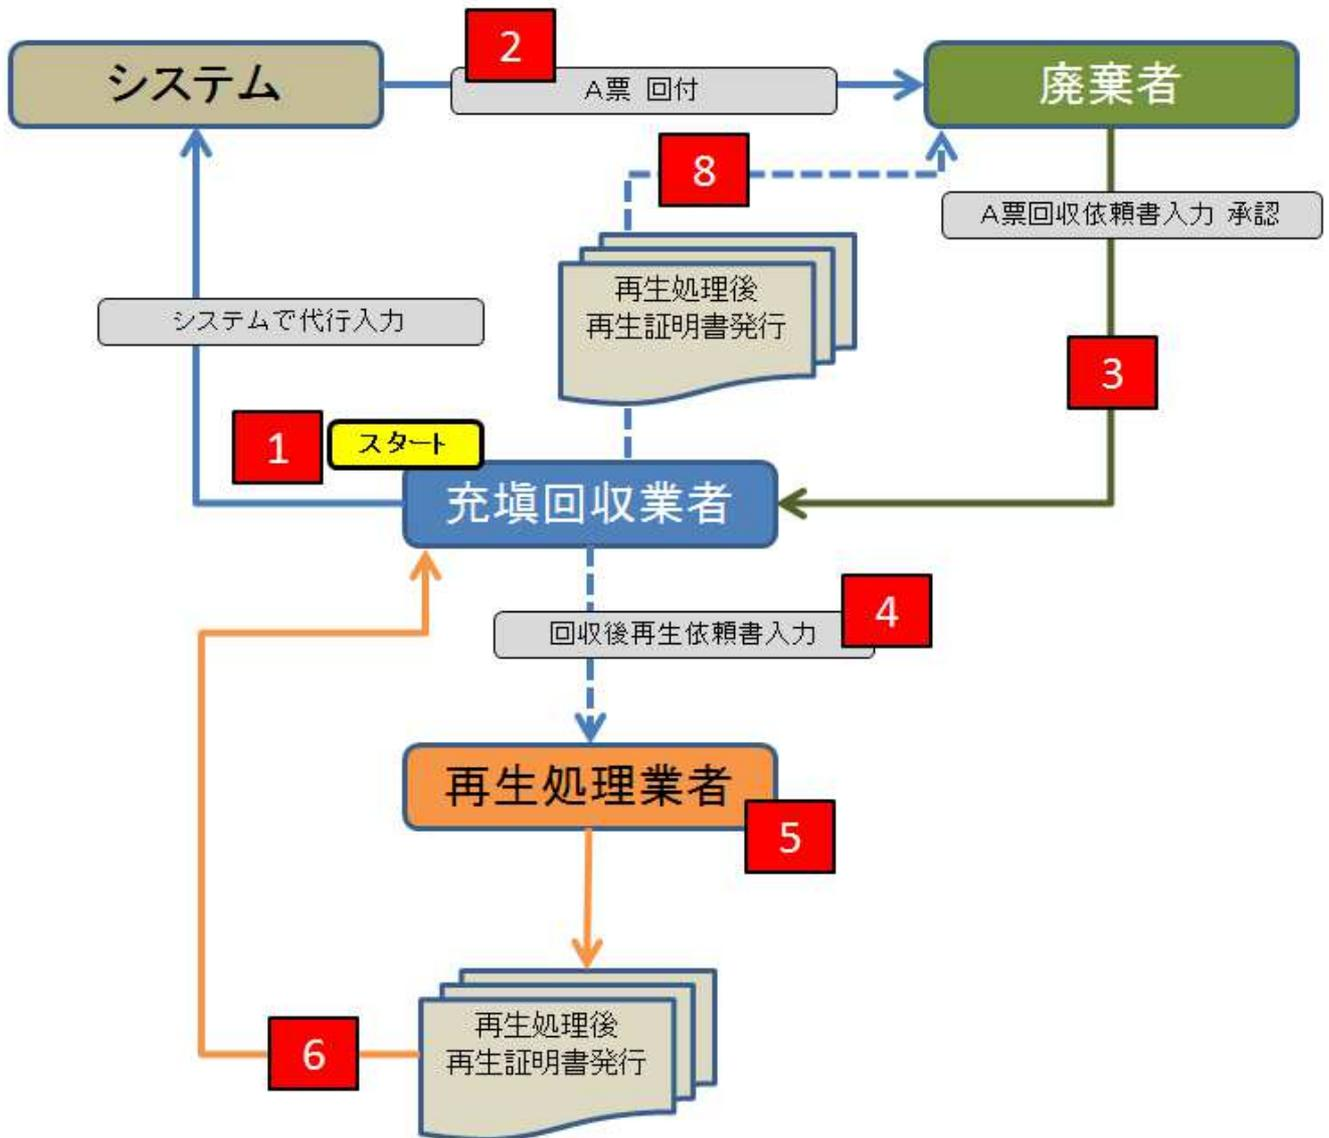 2
システム
A票 回付
廃棄者
8
A票回収依頼書入力 承認
再生処理後
再生証明書発行
システムで代行入力
3
1
スタート
充塡回収業者
4
回収後再生依頼書入力
再生処理業者
5
再生処理後
再生証明書発行
6